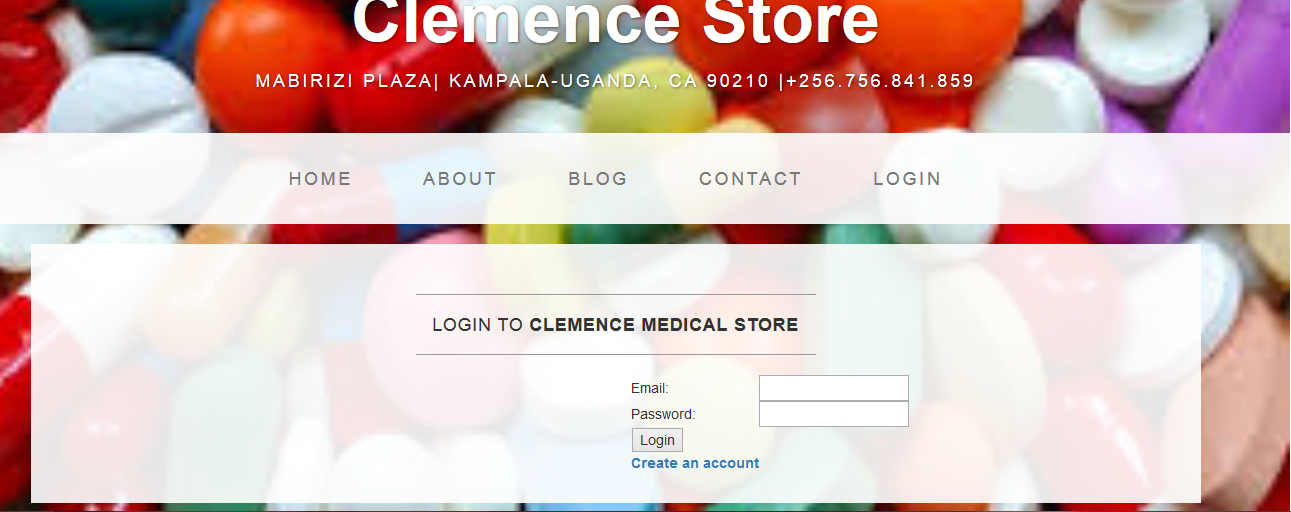 Clemence Store
MABIRIZI PLAZA| KAMPALA-UGANDA, CA 90210 |+256.756.841.859
HOME ABOUT BLOG CONTACT LOGIN
LOGIN TO CLEMENCE MEDICAL STORE
Email:
Password:
Login
Create an account